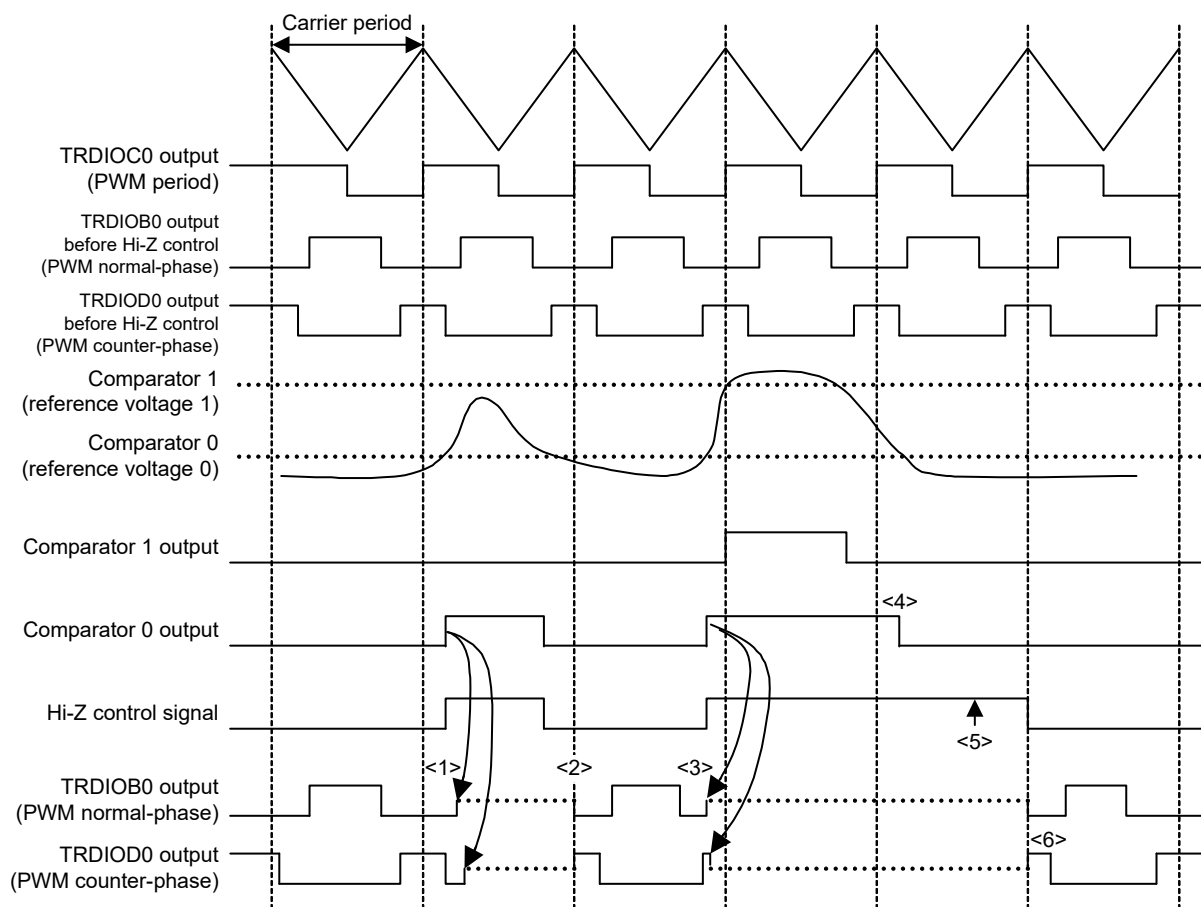 Carrier period
TRDIOC0 output
(PWM period)
TRDIOB0 output
before Hi-Z control
(PWM normal-phase)
TRDIOD0 output
before Hi-Z control
(PWM counter-phase)
Comparator 1
(reference voltage 1)
Comparator 0
(reference voltage 0)
Comparator 1 output
<4>
Comparator 0 output
Hi-Z control signal
<5>
<1>
<2>
<3>
TRDIOB0 output
(PWM normal-phase)
<6>
TRDIOD0 output
(PWM counter-phase)